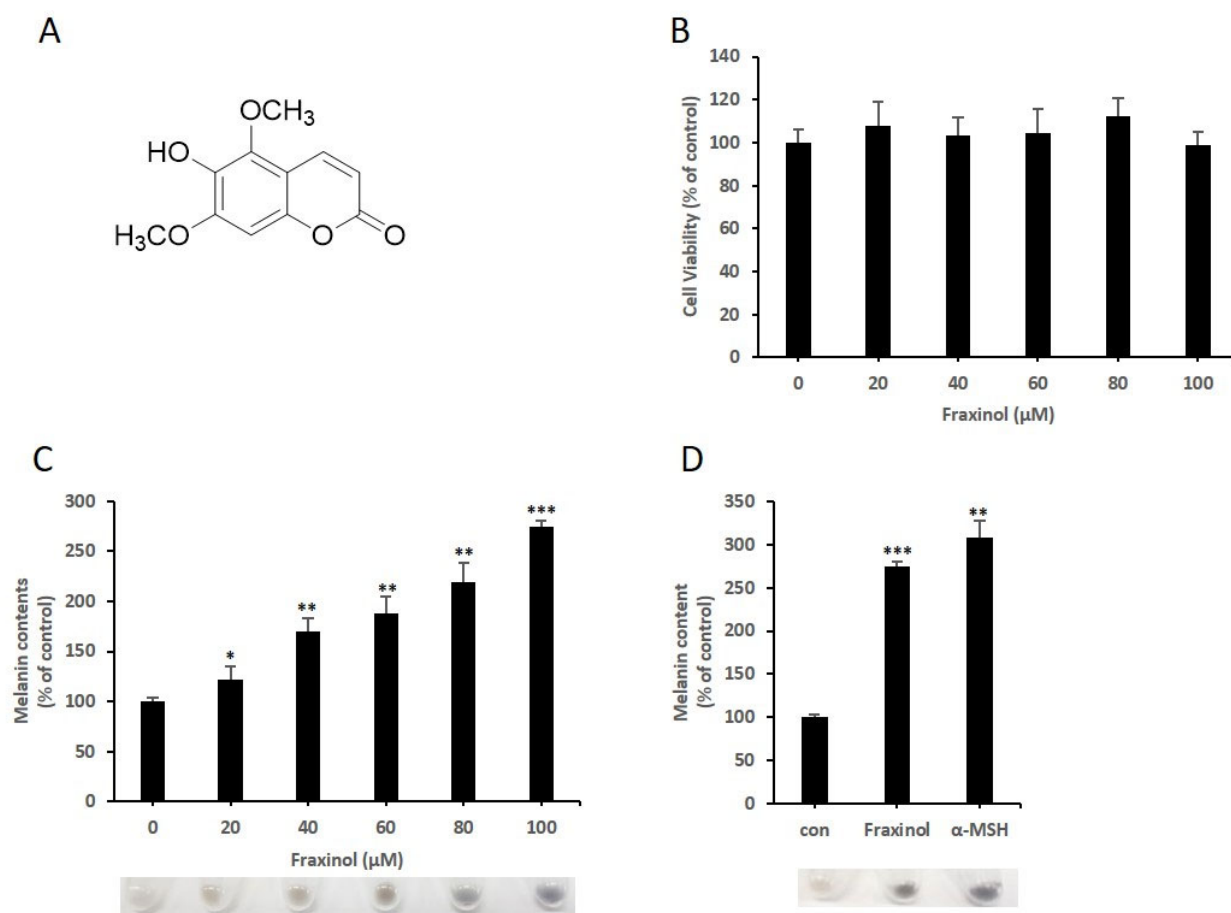 A
OCH3
HO
H3CO
O
O
B
140
120
100
80
60
40
20
0
Cell Viability (% of control)
0 20 40 60 80 100
Fraxinol (µM)
C
300
250
200
150
100
50
0
Melanin contents
(% of control)
* ** ** ** ***
0 20 40 60 80 100
Fraxinol (µM)
D
350
300
250
200
150
100
50
0
Melanin content
(% of control)
*** **
con Fraxinol α-MSH